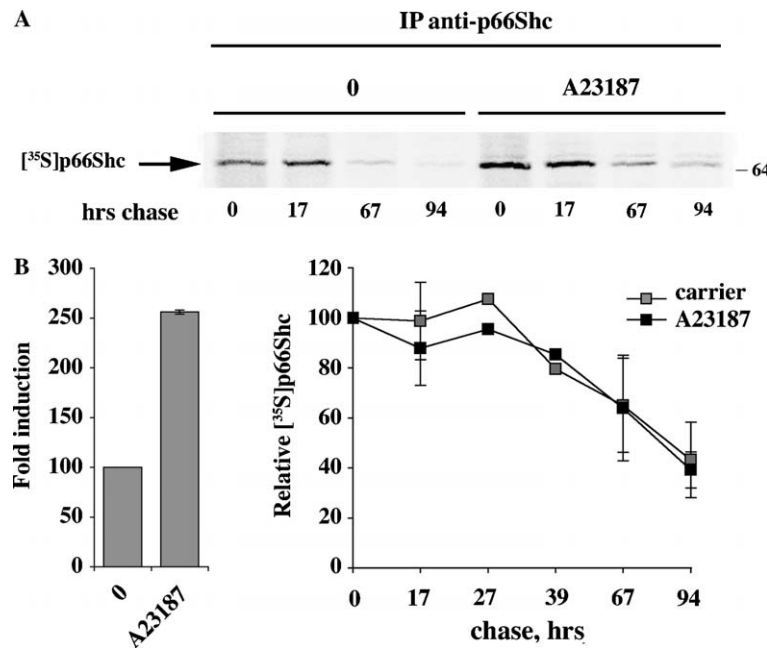 A
IP anti-p66Shc
0 A23187
[³⁵S]p66Shc
– 64
hrs chase 0 17 67 94 0 17 67 94
B
Fold induction
300
250
200
150
100
50
0
0 A23187
Relative [³⁵S]p66Shc
120
100
80
60
40
20
0
carrier
A23187
0 17 27 39 67 94
chase, hrs